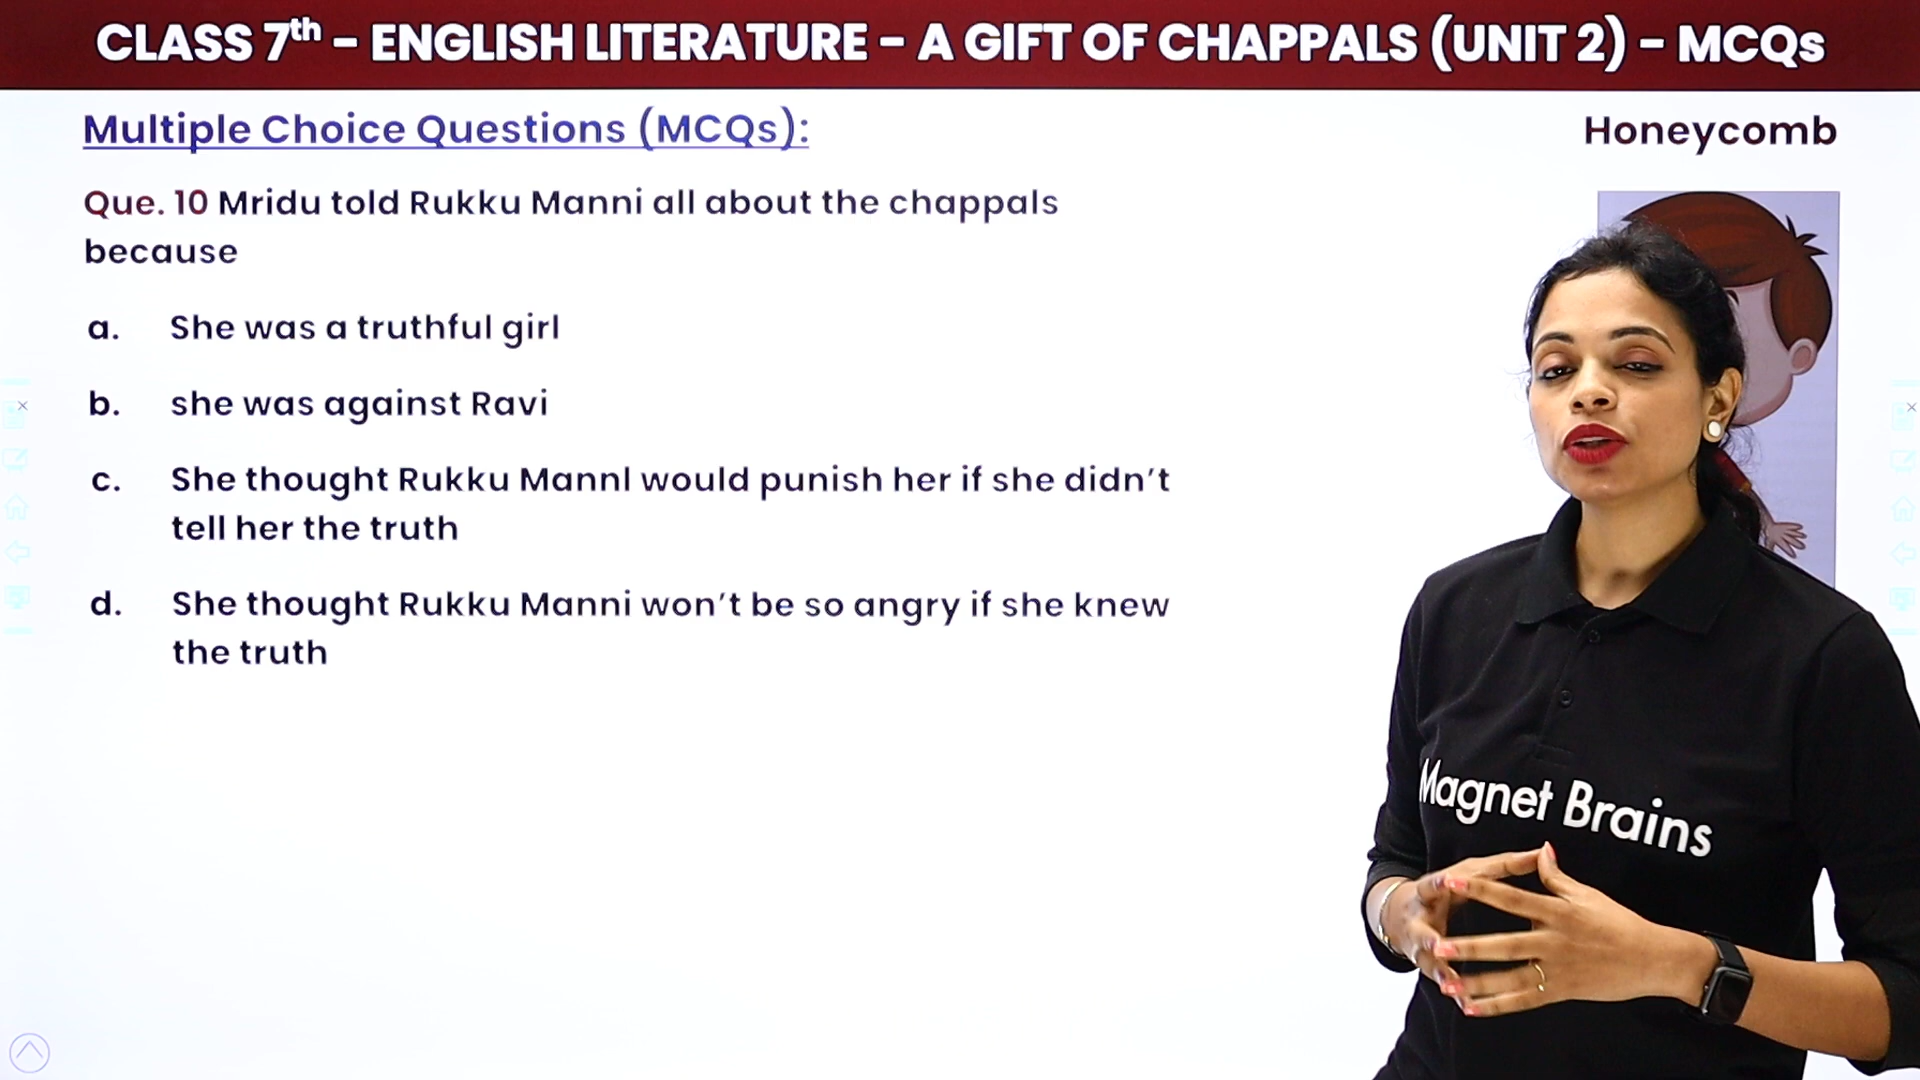 CLASS 7th - ENGLISH LITERATURE - A GIFT OF CHAPPALS (UNIT 2) - MCQs
Multiple Choice Questions (MCQs):
Honeycomb
Que. 10 Mridu told Rukku Manni all about the chappals
because
a. She was a truthful girl
b. she was against Ravi
c. She thought Rukku Mannl would punish her if she didn't
tell her the truth
d. She thought Rukku Manni won't be so angry if she knew
the truth
Magnet Brains